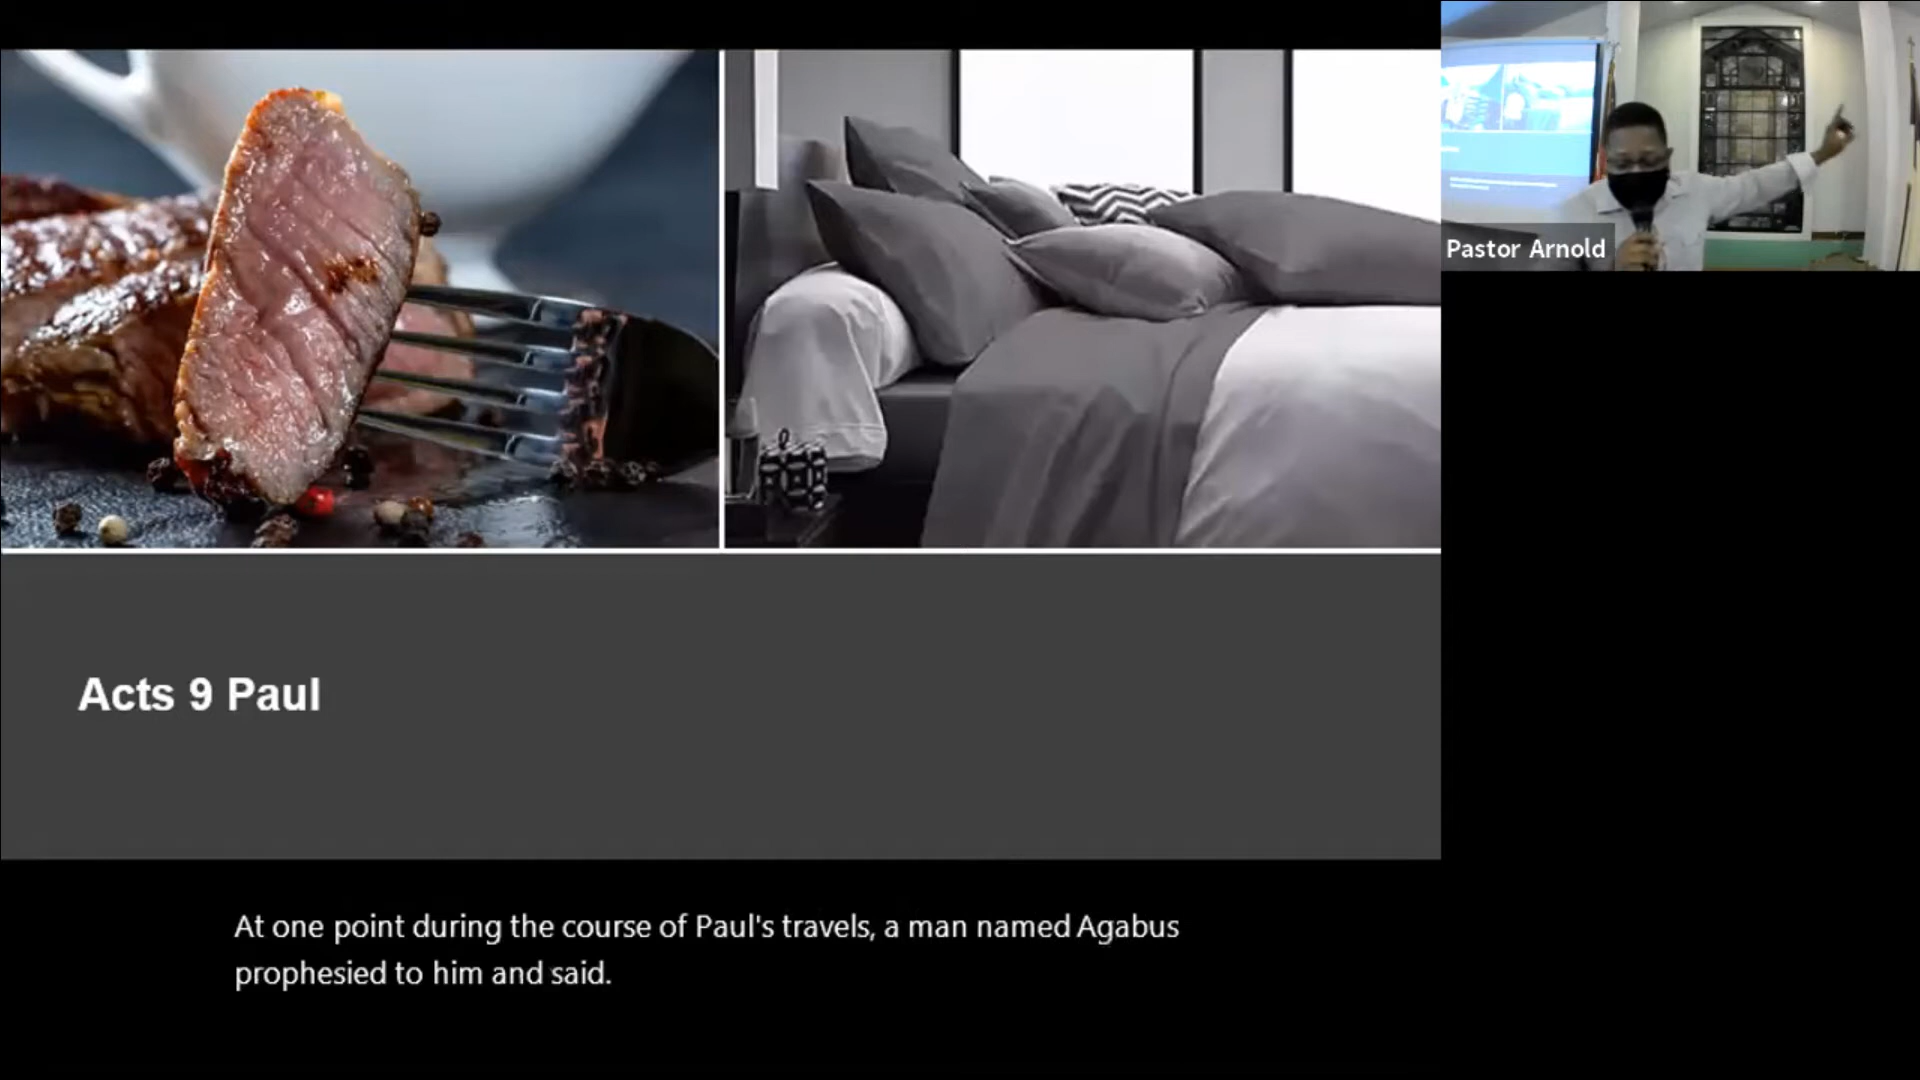 Pastor Arnold
Acts 9 Paul
At one point during the course of Paul's travels, a man named Agabus
prophesied to him and said.